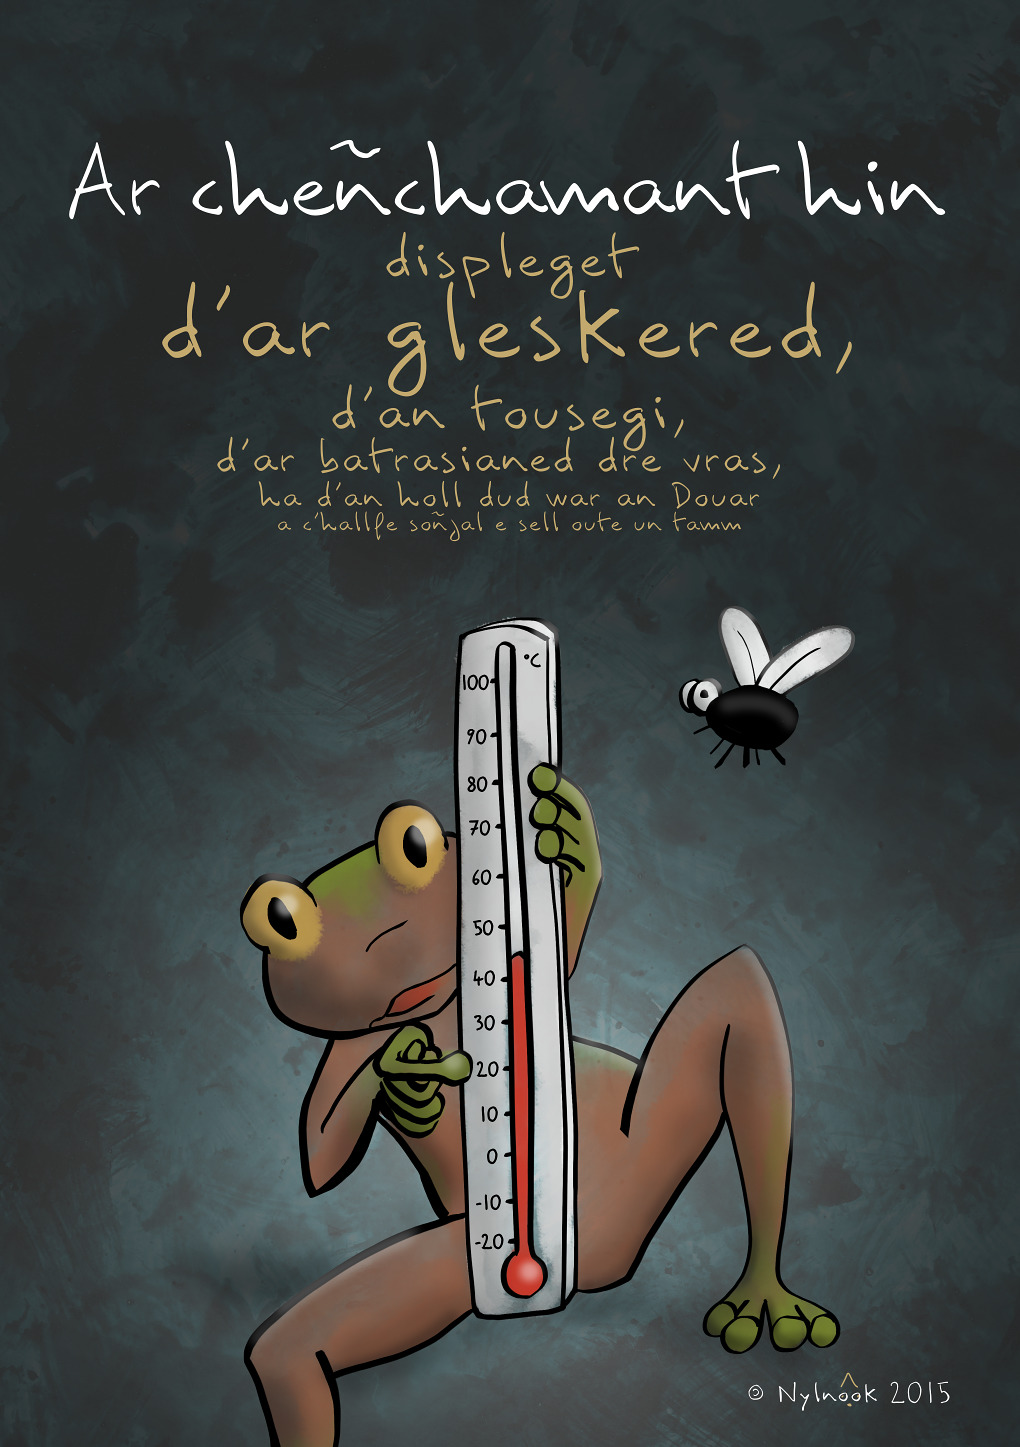 Ar cheñchamant hin
displeget
d'ar gleskered,
d'an tousegi,
d'ar batrasianed dre vras,
ha d'an holl dud war an Douar
a c'hallfe soñjal e sell oute un tamm
°C
100
90
80
70
60
50
40
30
20
10
0
-10
-20
© Nylnook 2015